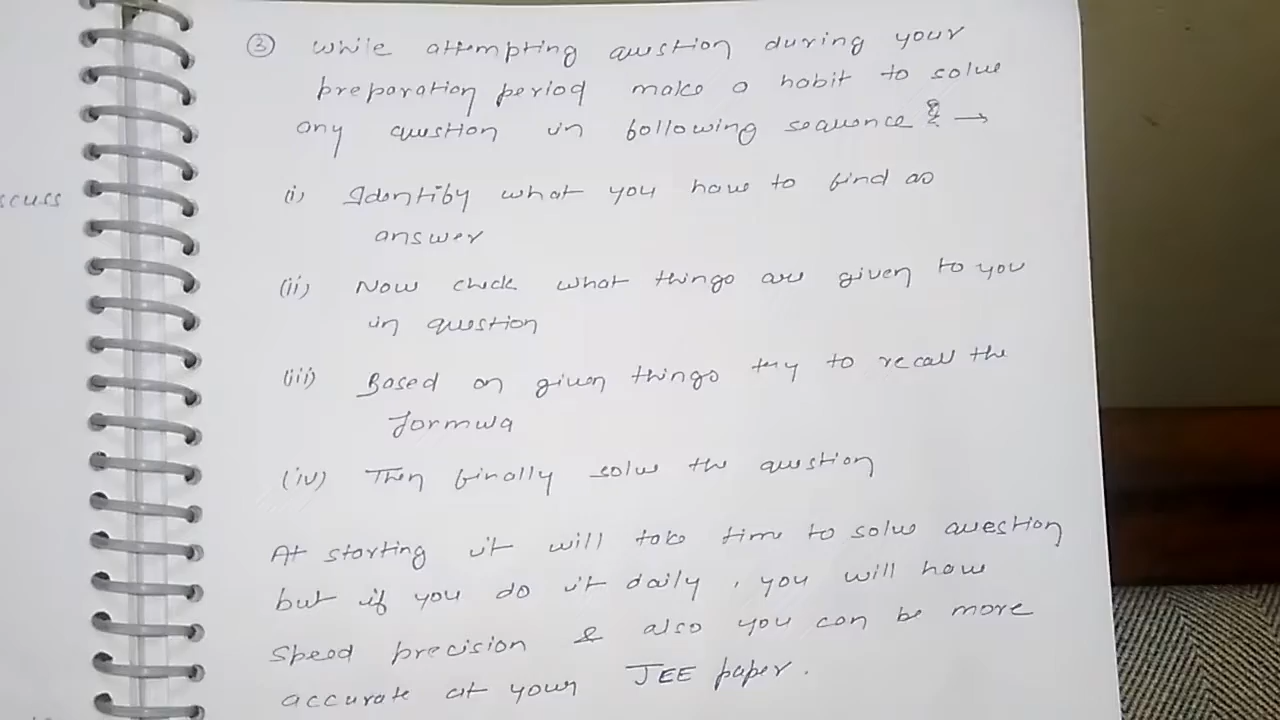 scuss
③ While attempting question during your
preparation period make a habit to solve
any question in following sequence : →
(i) Identify what you have to find as
answer
(ii) Now check what things are given to you
in question
(iii) Based on given things try to recall the
formula
(iv) Then finally solve the question
At starting it will take time to solve question
but if you do it daily, you will have
speed precision & also you can be more
accurate at your JEE paper.